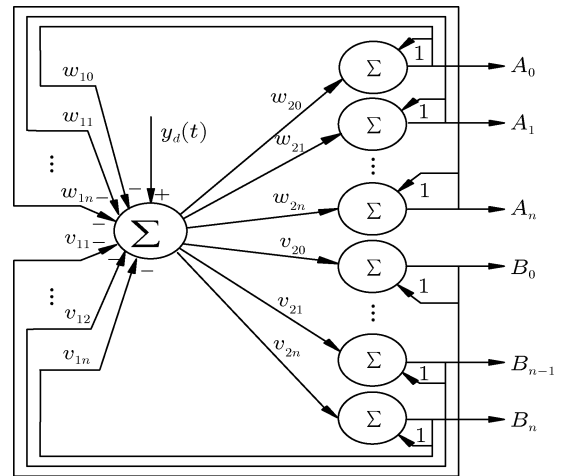 1
w₁₀ A₀
w₂₀ Σ
w₁₁ 1 A₁
y_d(t) w₂₁ Σ
⋮ ⋮
w₁ₙ − − + w₂ₙ 1 Aₙ
− Σ
v₁₁ − Σ v₂₀ B₀
− − Σ
⋮ 1
v₁₂ v₂₁ ⋮
v₁ₙ v₂ₙ Σ 1 Bₙ₋₁
Σ 1 Bₙ